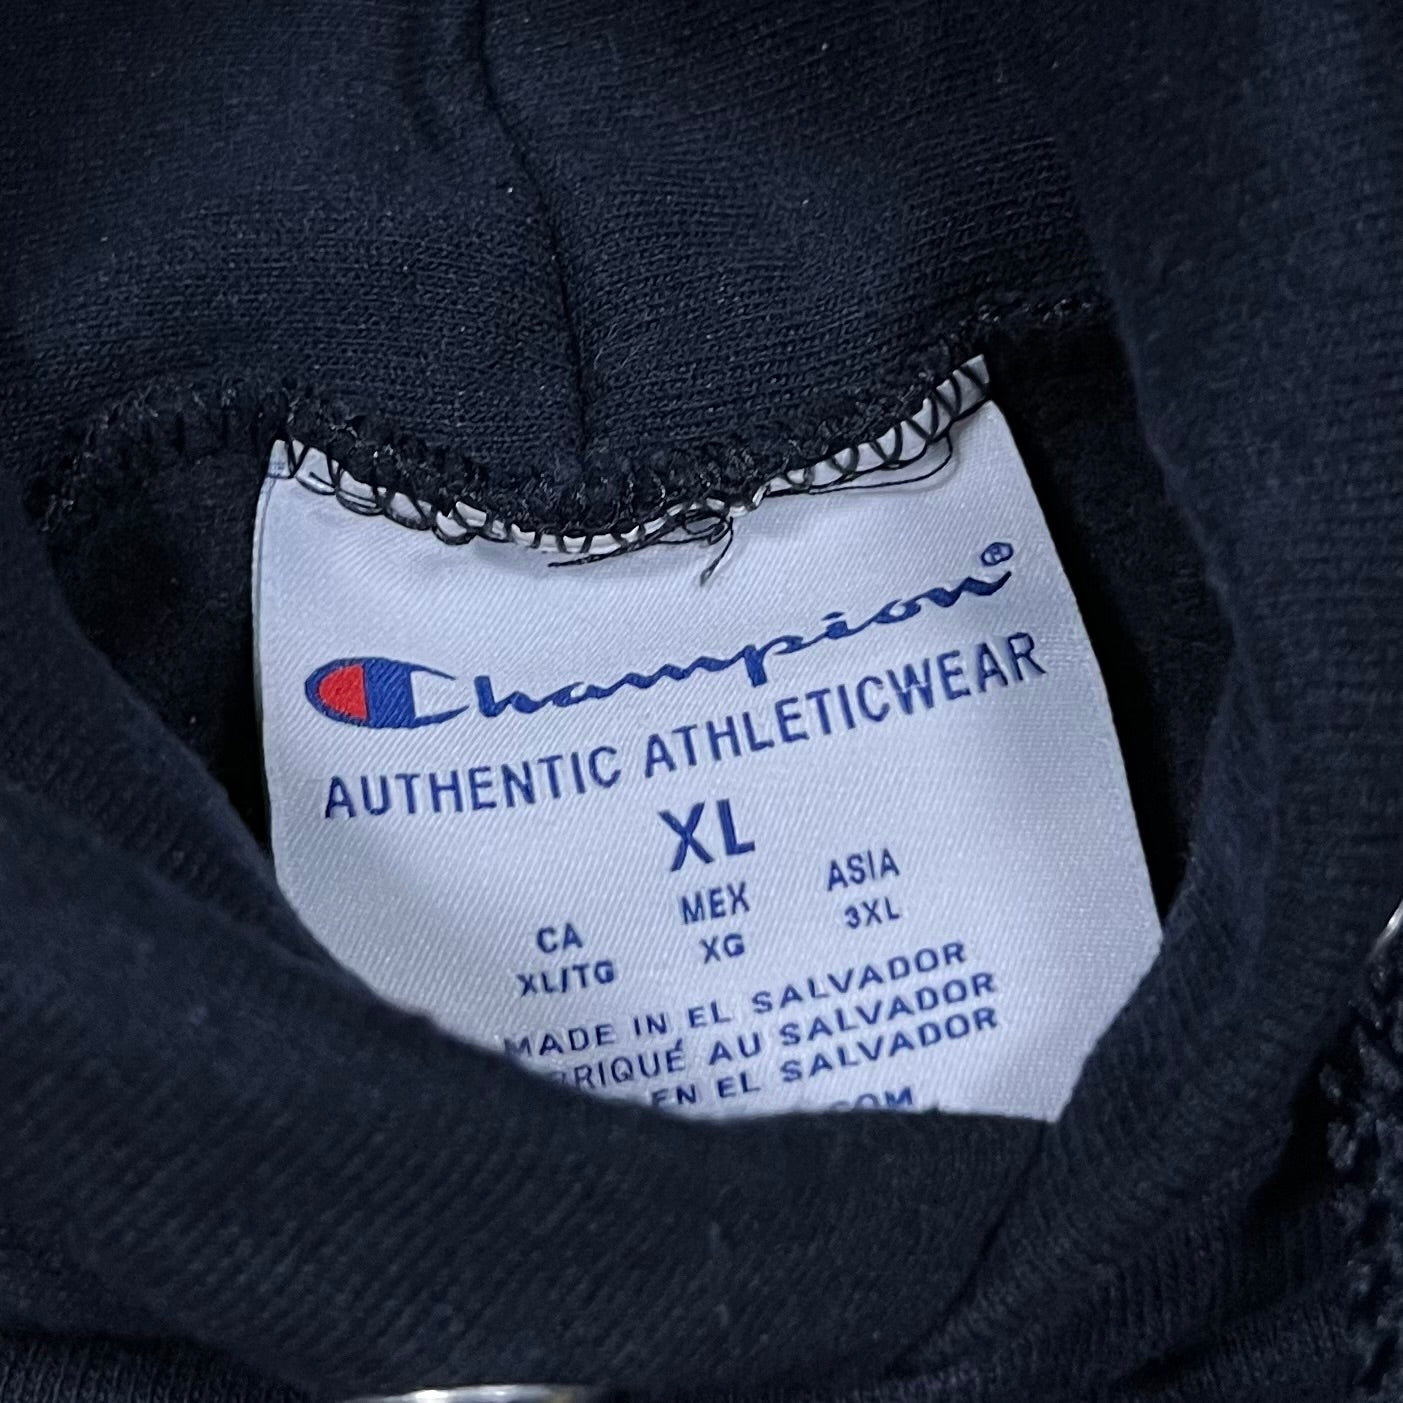 Champion®
AUTHENTIC ATHLETICWEAR
XL
CA MEX ASIA
XL/TG XG 3XL
MADE IN EL SALVADOR
AU SALVADOR
EN EL SALVADOR